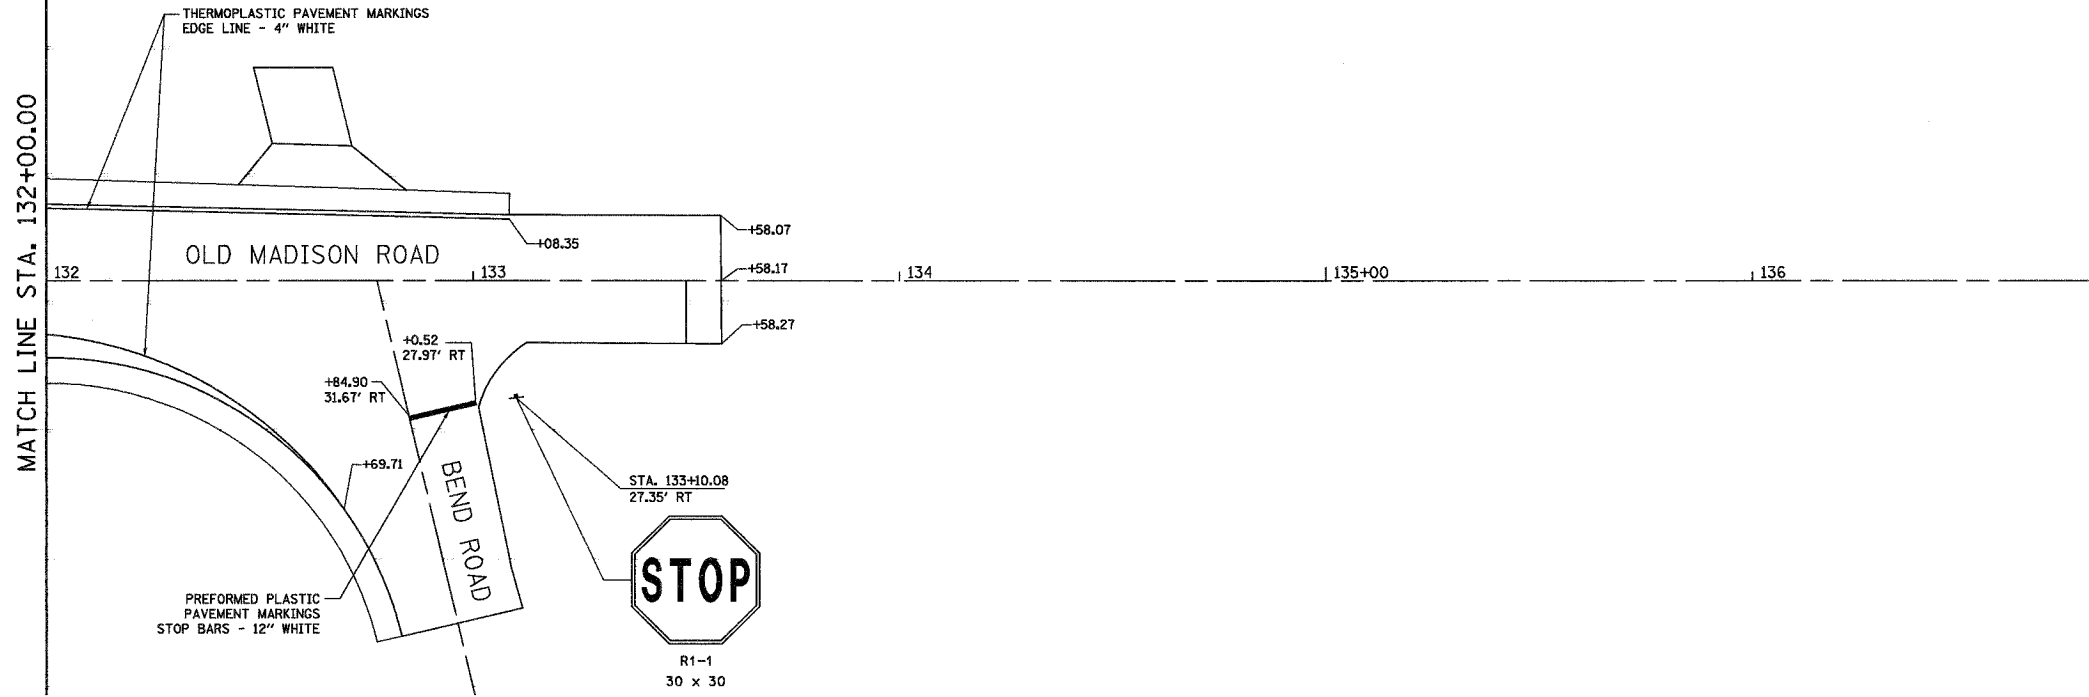 THERMOPLASTIC PAVEMENT MARKINGS
EDGE LINE - 4" WHITE
MATCH LINE STA. 132+00.00
OLD MADISON ROAD
+08.35
+58.07
+58.17
+58.27
132
133
134
135+00
136
+0.52
27.97' RT
+84.90
31.67' RT
+69.71
BEND ROAD
STA. 133+10.08
27.35' RT
STOP
R1-1
30 x 30
PREFORMED PLASTIC
PAVEMENT MARKINGS
STOP BARS - 12" WHITE